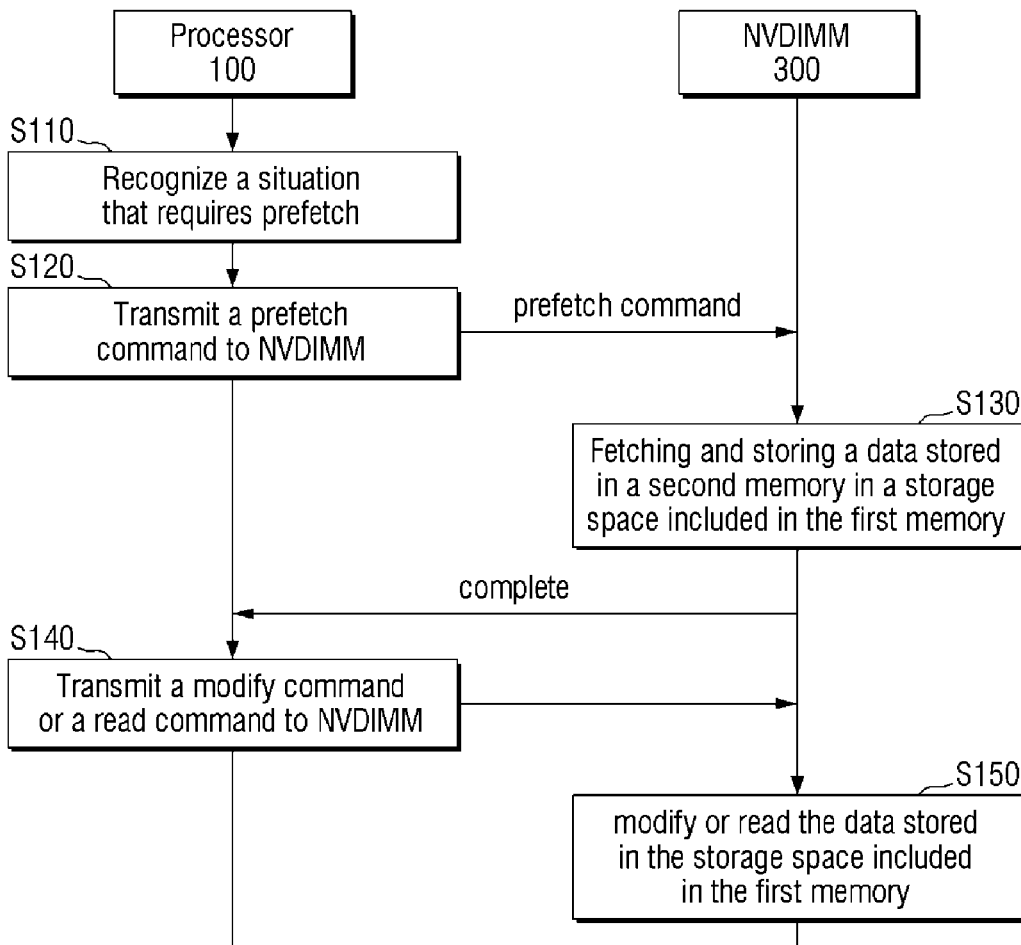 Processor
100
NVDIMM
300
S110
Recognize a situation
that requires prefetch
S120
Transmit a prefetch
command to NVDIMM
prefetch command
S130
Fetching and storing a data stored
in a second memory in a storage
space included in the first memory
complete
S140
Transmit a modify command
or a read command to NVDIMM
S150
modify or read the data stored
in the storage space included
in the first memory